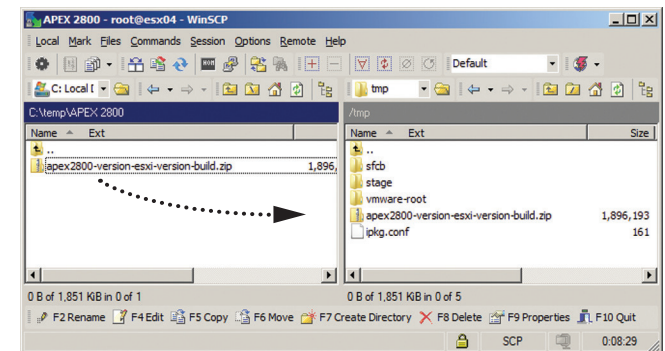 APEX 2800 - root@esx04 - WinSCP
Local Mark Files Commands Session Options Remote Help
Default
C: Local tmp
C:\temp\APEX 2800 /tmp
Name Ext Name Ext Size
.. ..
apex2800-version-esxi-version-build.zip 1,896, sfcb
stage
vmware-root
apex2800-version-esxi-version-build.zip 1,896,193
ipkg.conf 161
0 B of 1,851 KiB in 0 of 1 0 B of 1,851 KiB in 0 of 5
F2 Rename F4 Edit F5 Copy F6 Move F7 Create Directory F8 Delete F9 Properties F10 Quit
SCP 0:08:29